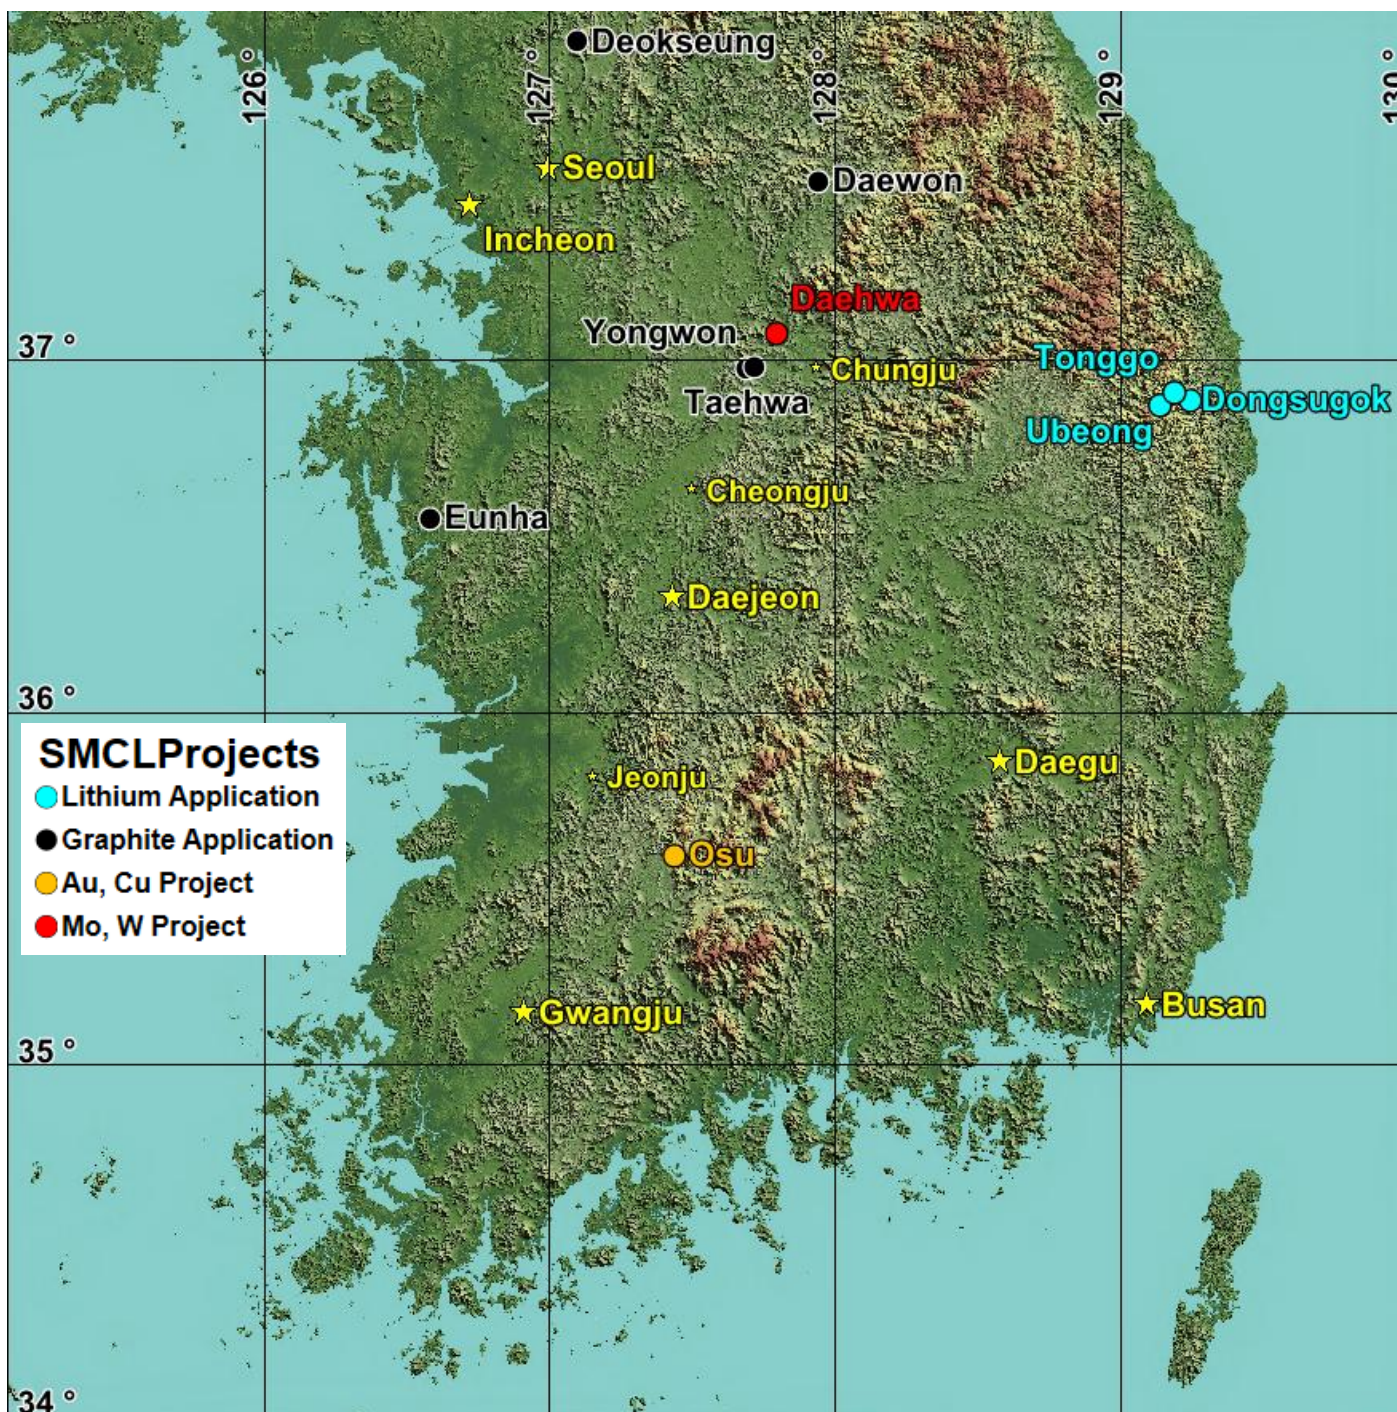 Deokseung
126 °
127 °
128 °
129 °
130 °
Seoul
Daewon
Incheon
Daehwa
Yongwon
37 °
Tonggo
Chungju
Taehwa
Dongsugok
Ubeong
Cheongju
Eunha
Daejeon
36 °
SMCLProjects
Lithium Application
Graphite Application
Au, Cu Project
Mo, W Project
Daegu
Jeonju
Osu
Gwangju
Busan
35 °
34 °